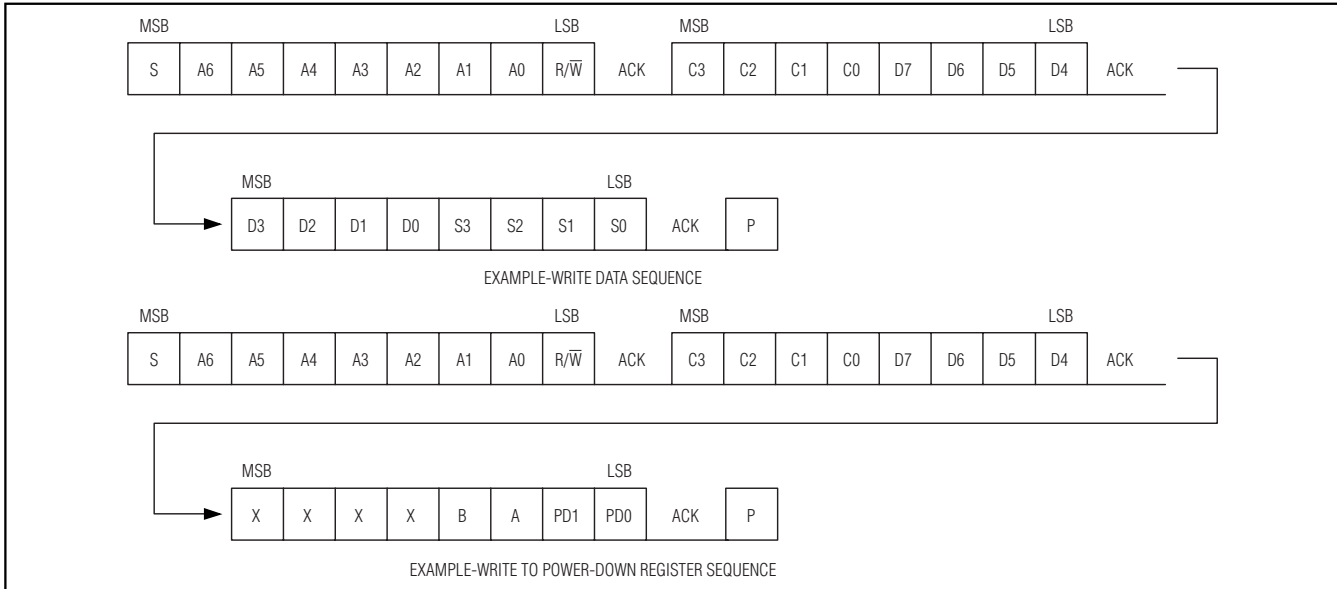 MSB LSB MSB LSB
S A6 A5 A4 A3 A2 A1 A0 R/W̅ ACK C3 C2 C1 C0 D7 D6 D5 D4 ACK
MSB LSB
D3 D2 D1 D0 S3 S2 S1 S0 ACK P
EXAMPLE-WRITE DATA SEQUENCE
MSB LSB MSB LSB
S A6 A5 A4 A3 A2 A1 A0 R/W̅ ACK C3 C2 C1 C0 D7 D6 D5 D4 ACK
MSB LSB
X X X X B A PD1 PD0 ACK P
EXAMPLE-WRITE TO POWER-DOWN REGISTER SEQUENCE